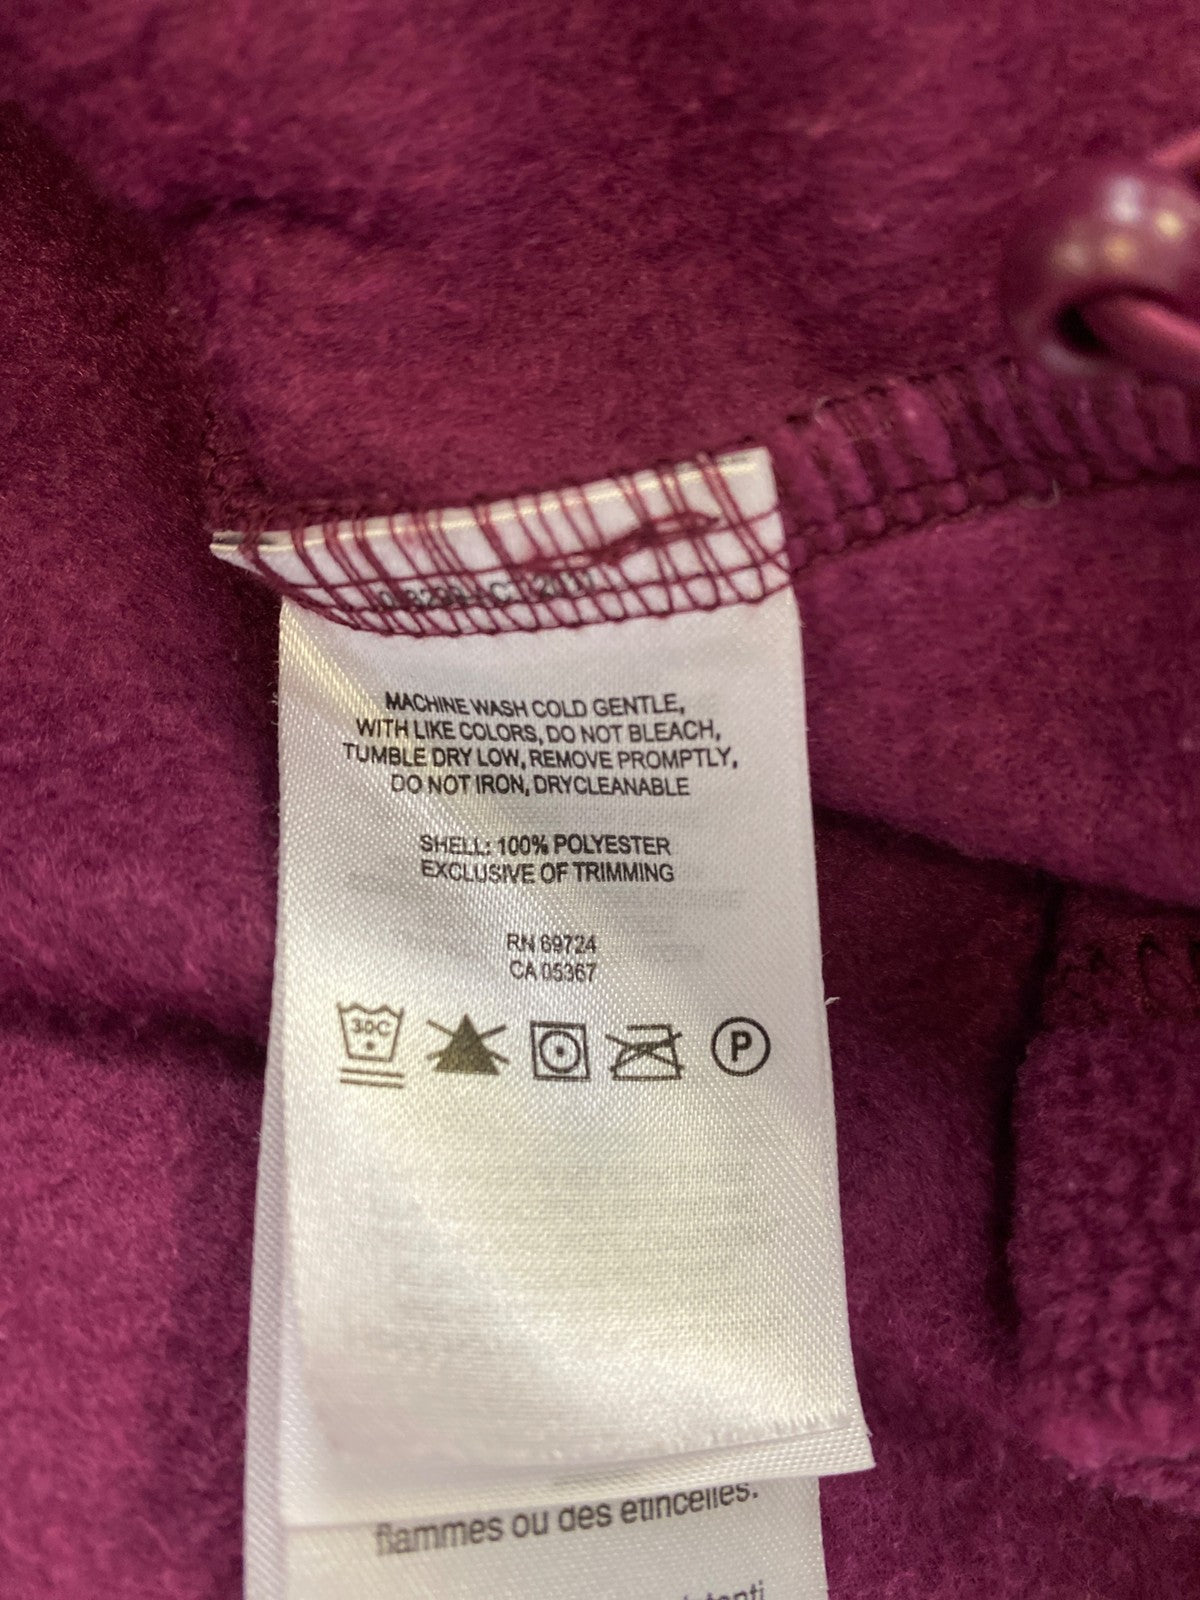 MACHINE WASH COLD GENTLE,
WITH LIKE COLORS, DO NOT BLEACH,
TUMBLE DRY LOW, REMOVE PROMPTLY,
DO NOT IRON, DRYCLEANABLE
SHELL: 100% POLYESTER
EXCLUSIVE OF TRIMMING
RN 69724
CA 05367
30C
P
flammes ou des étincelles.